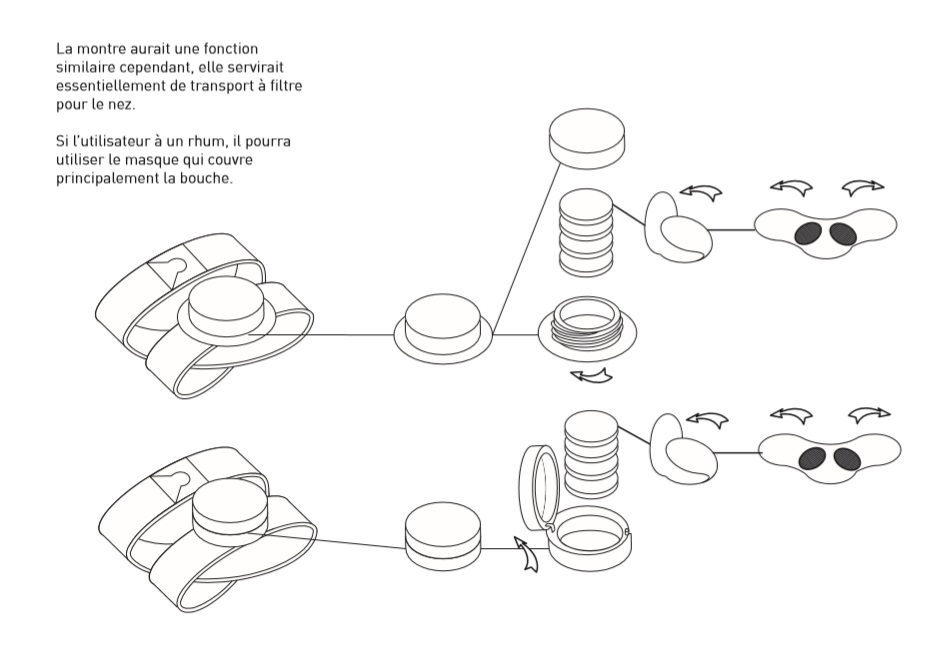 La montre aurait une fonction
similaire cependant, elle servirait
essentiellement de transport à filtre
pour le nez.
Si l'utilisateur à un rhum, il pourra
utiliser le masque qui couvre
principalement la bouche.